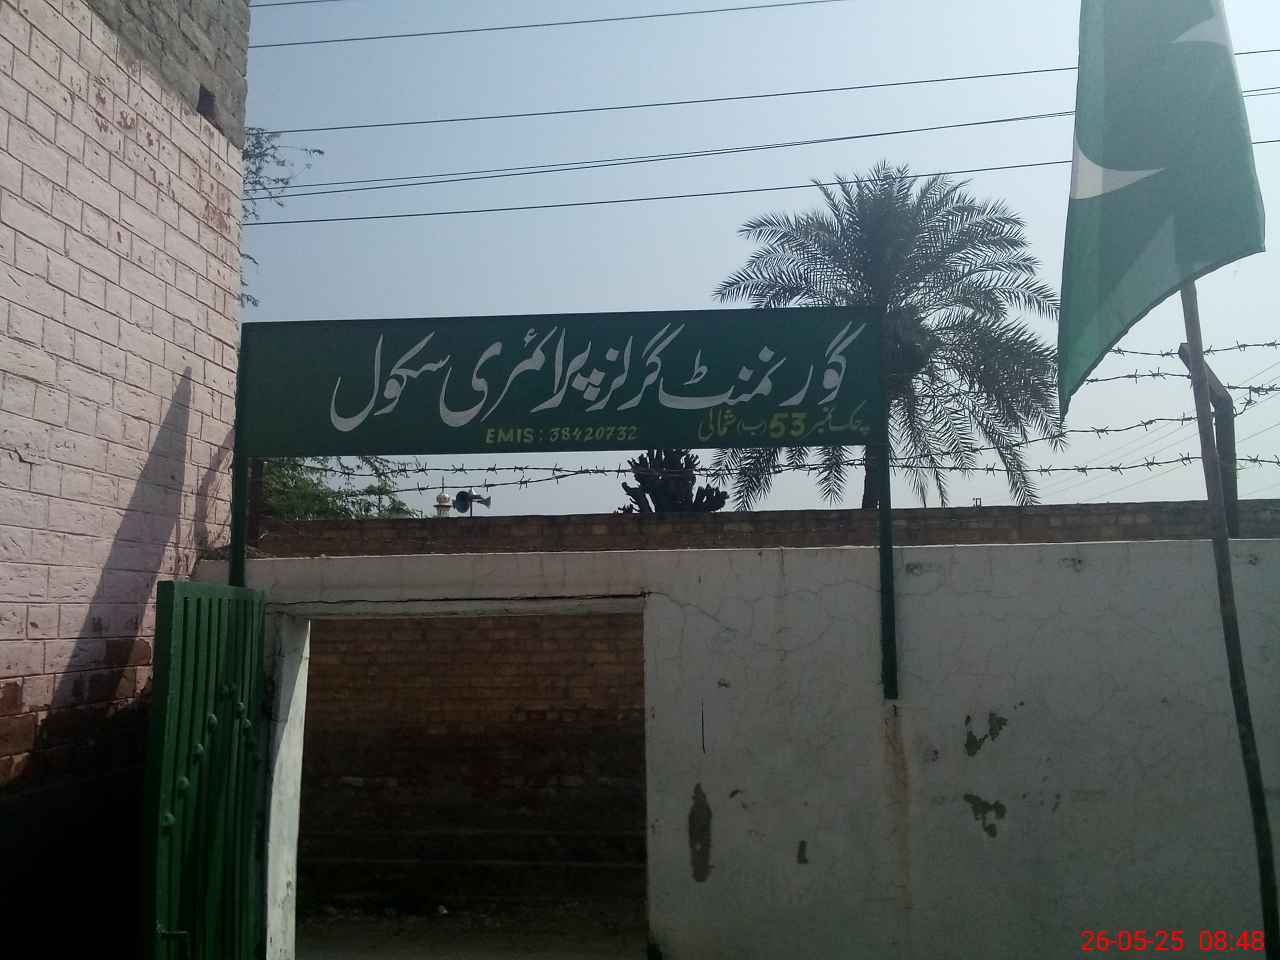 گورنمنٹ گرلز پرائمری سکول
چک نمبر 53 (ب) شمالی
EMIS : 38420732
26-05-25 08:48